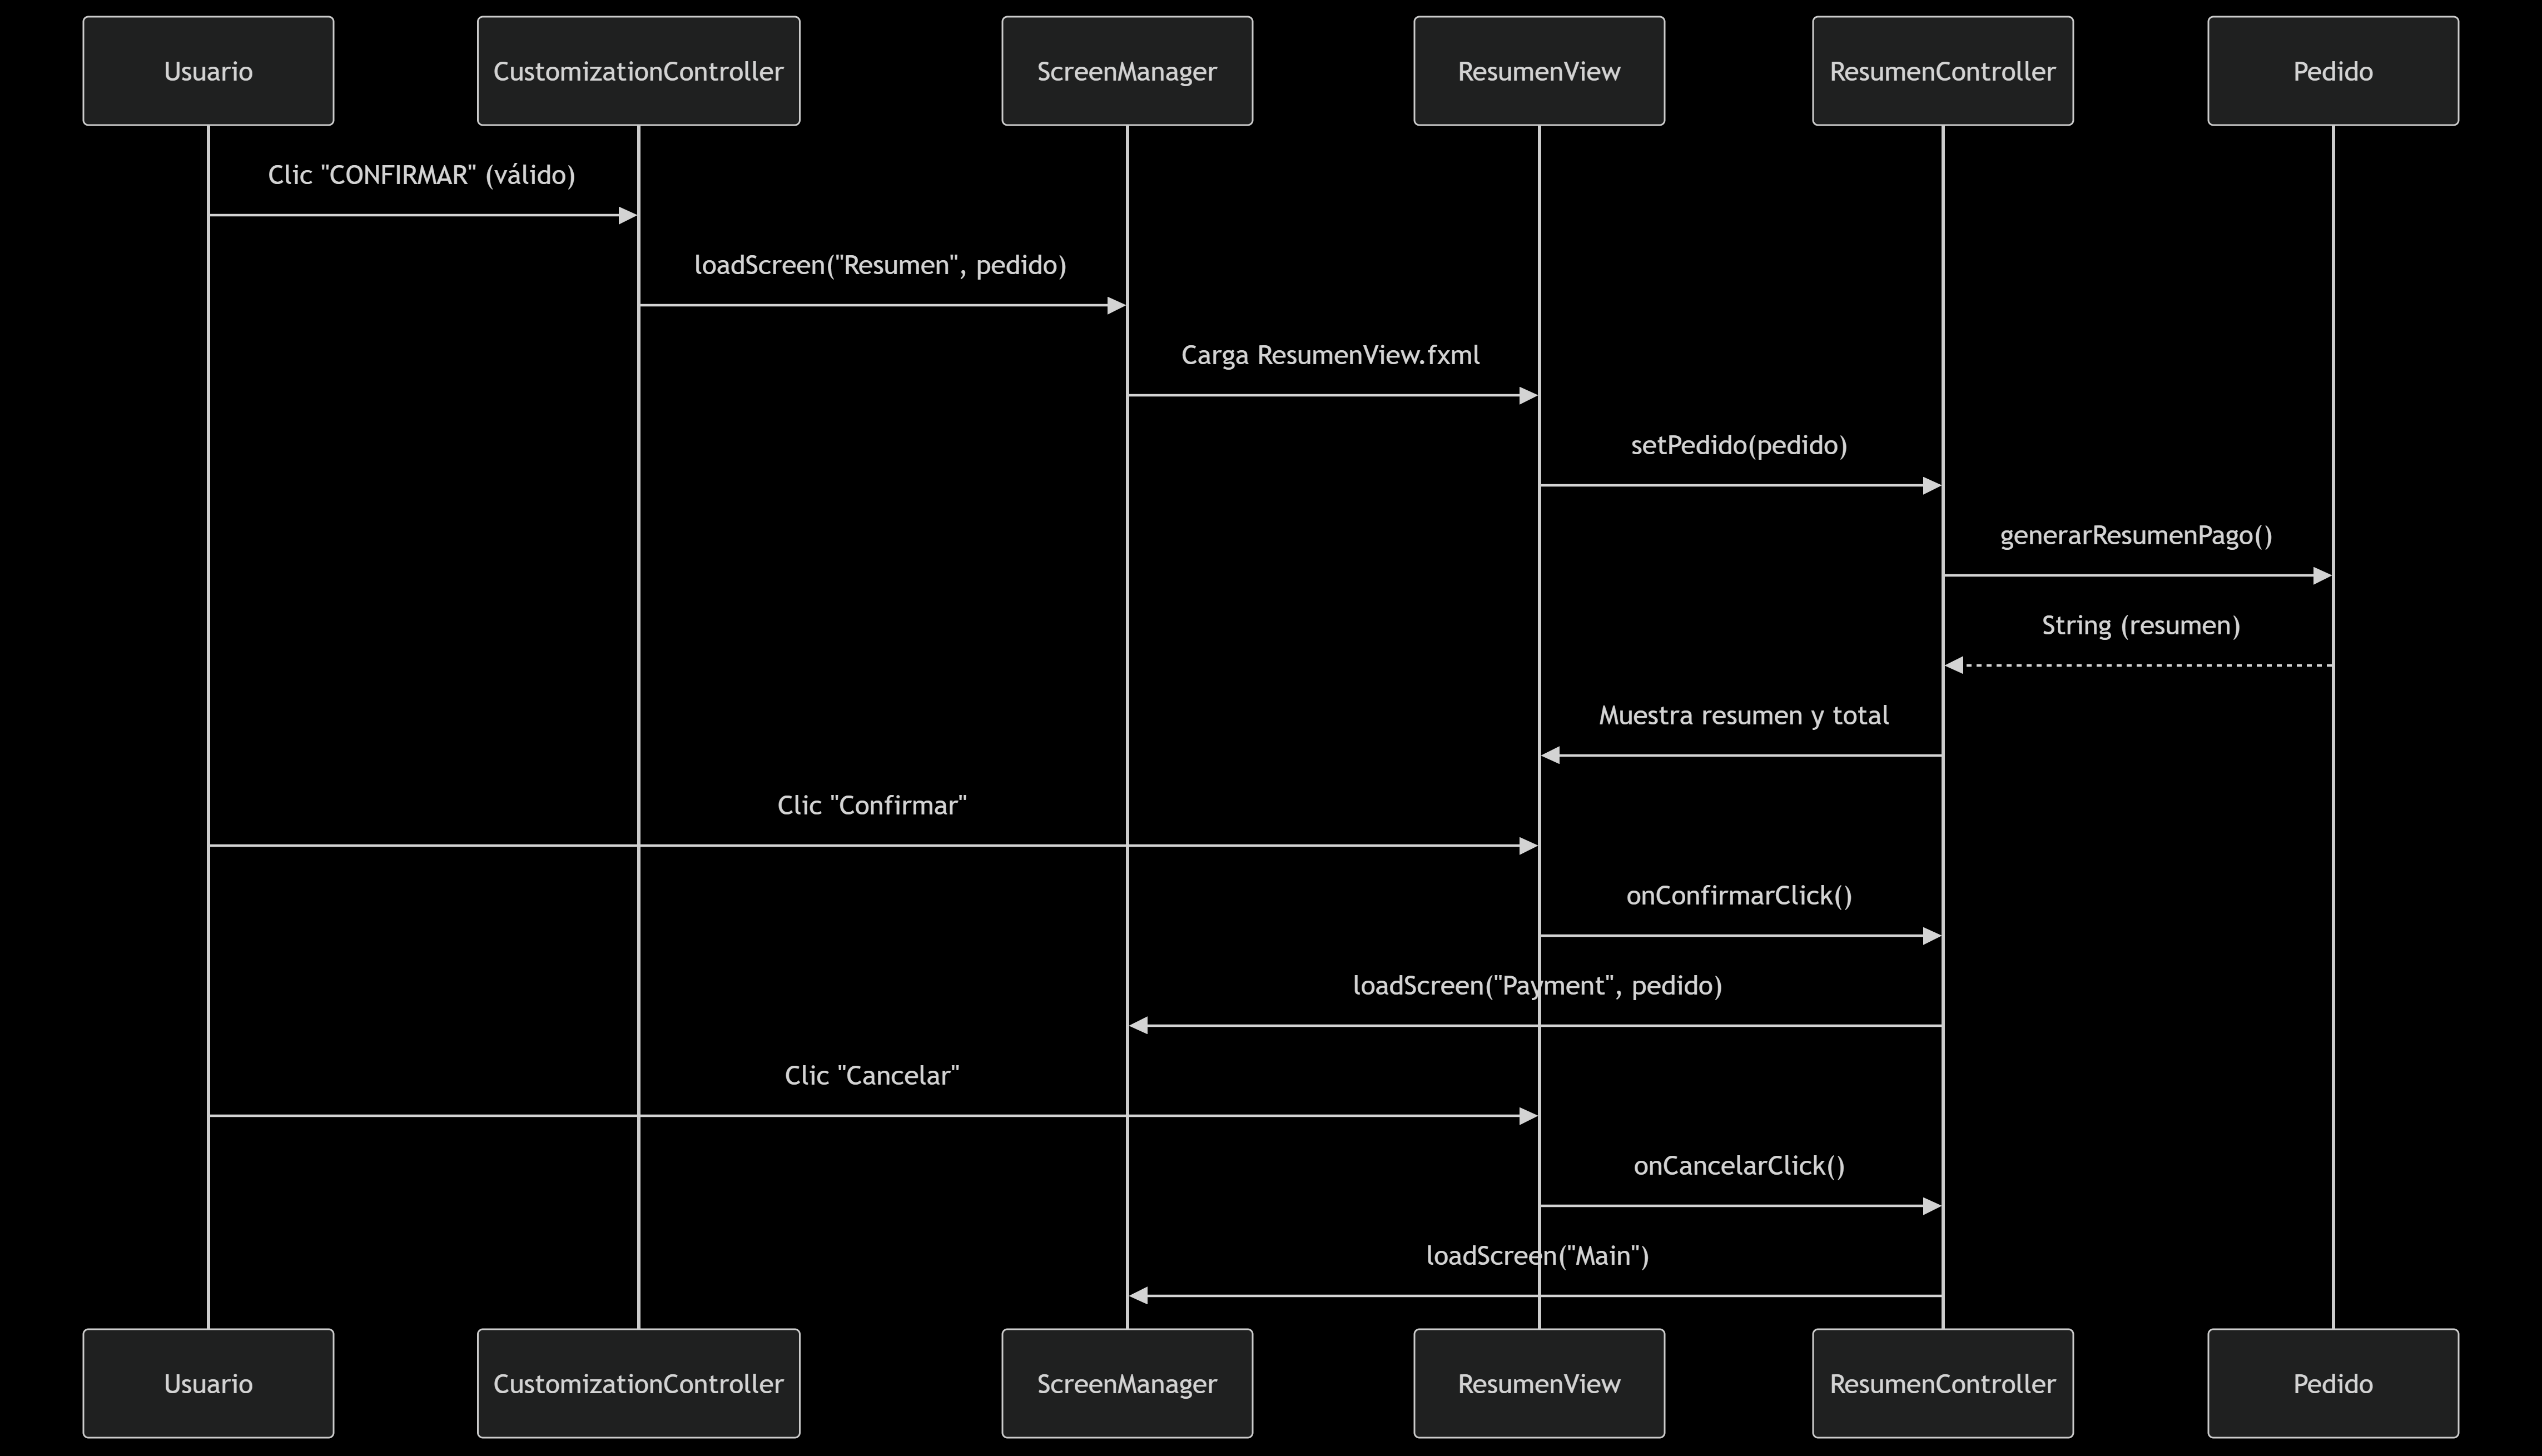 Usuario
CustomizationController
ScreenManager
ResumenView
ResumenController
Pedido
Clic "CONFIRMAR" (válido)
loadScreen("Resumen", pedido)
Carga ResumenView.fxml
setPedido(pedido)
generarResumenPago()
String (resumen)
Muestra resumen y total
Clic "Confirmar"
onConfirmarClick()
loadScreen("Payment", pedido)
Clic "Cancelar"
onCancelarClick()
loadScreen("Main")
Usuario
CustomizationController
ScreenManager
ResumenView
ResumenController
Pedido